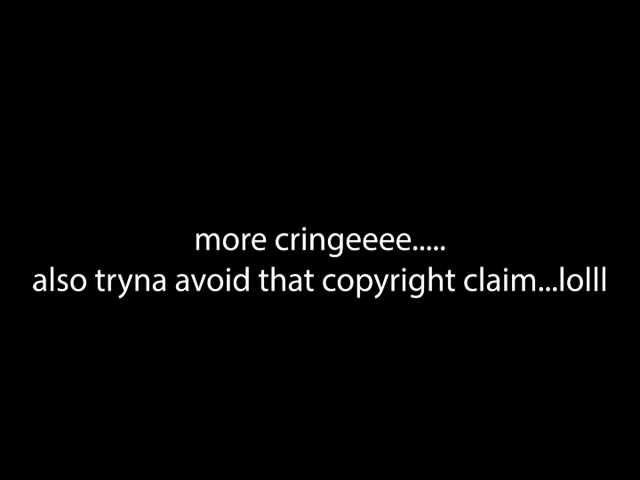 more cringeeee.....
also tryna avoid that copyright claim...lolll